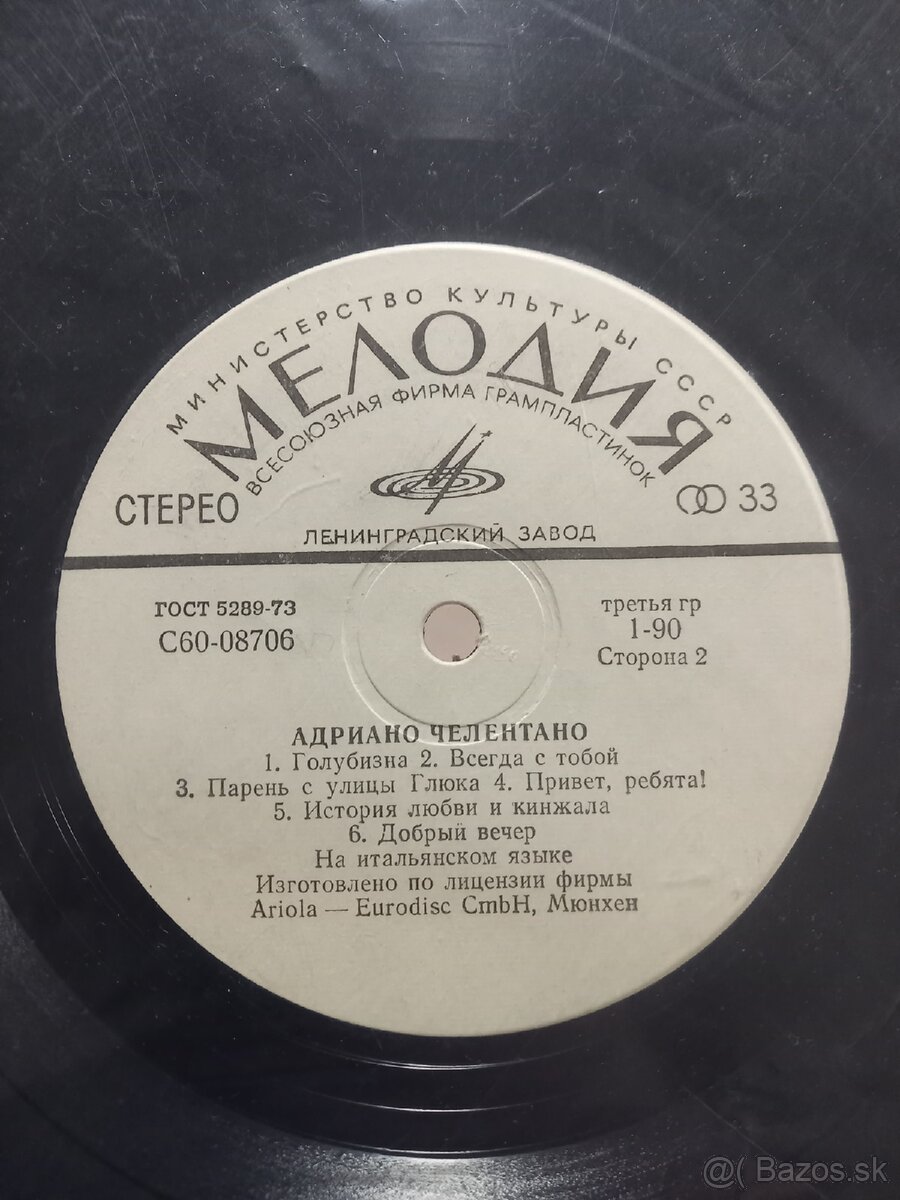 МИНИСТЕРСТВО КУЛЬТУРЫ СССР
МЕЛОДИЯ
ВСЕСОЮЗНАЯ ФИРМА ГРАМПЛАСТИНОК
СТЕРЕО
33
ЛЕНИНГРАДСКИЙ ЗАВОД
ГОСТ 5289-73
С60-08706
третья гр
1-90
Сторона 2
АДРИАНО ЧЕЛЕНТАНО
1. Голубизна 2. Всегда с тобой
3. Парень с улицы Глюка 4. Привет, ребята!
5. История любви и кинжала
6. Добрый вечер
На итальянском языке
Изготовлено по лицензии фирмы
Ariola — Eurodisc CmbH, Мюнхен
@( Bazos.sk